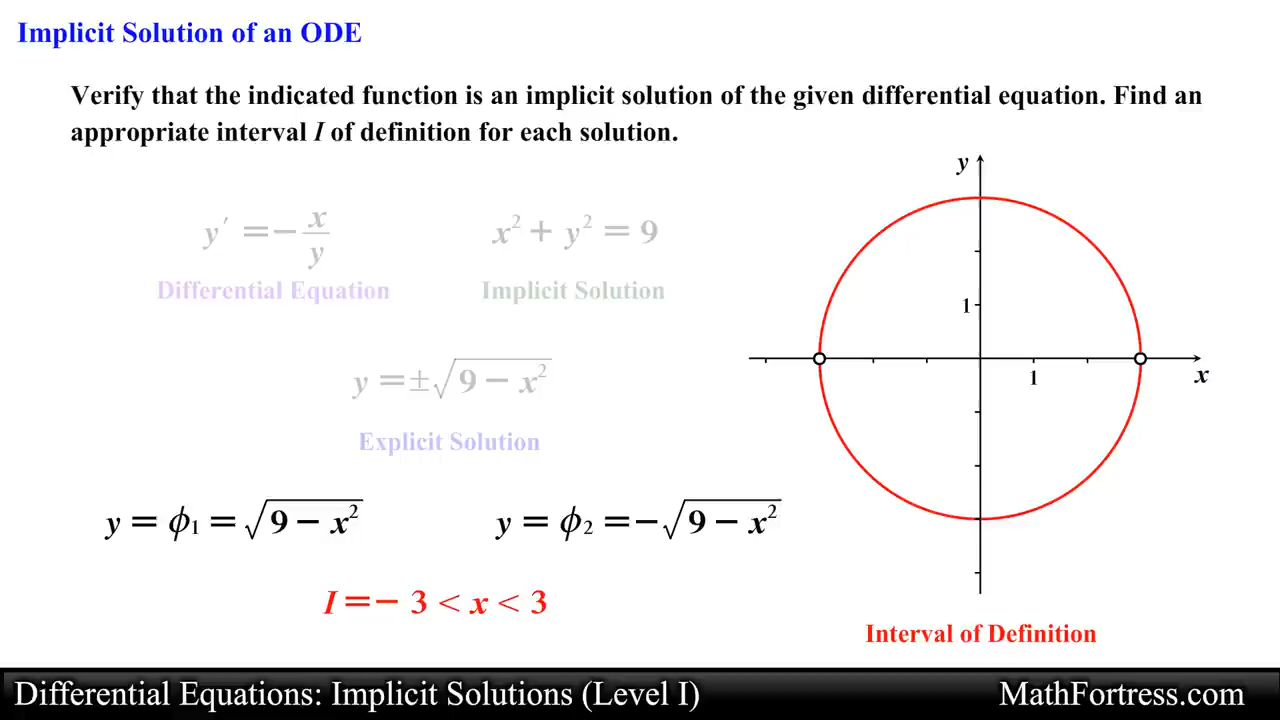 Implicit Solution of an ODE
Verify that the indicated function is an implicit solution of the given differential equation. Find an
appropriate interval I of definition for each solution.
y
y' = − x/y
x² + y² = 9
Differential Equation
Implicit Solution
1
1
x
y = ±√(9 − x²)
Explicit Solution
y = ϕ₁ = √(9 − x²)
y = ϕ₂ = −√(9 − x²)
I = − 3 < x < 3
Interval of Definition
Differential Equations: Implicit Solutions (Level I)
MathFortress.com